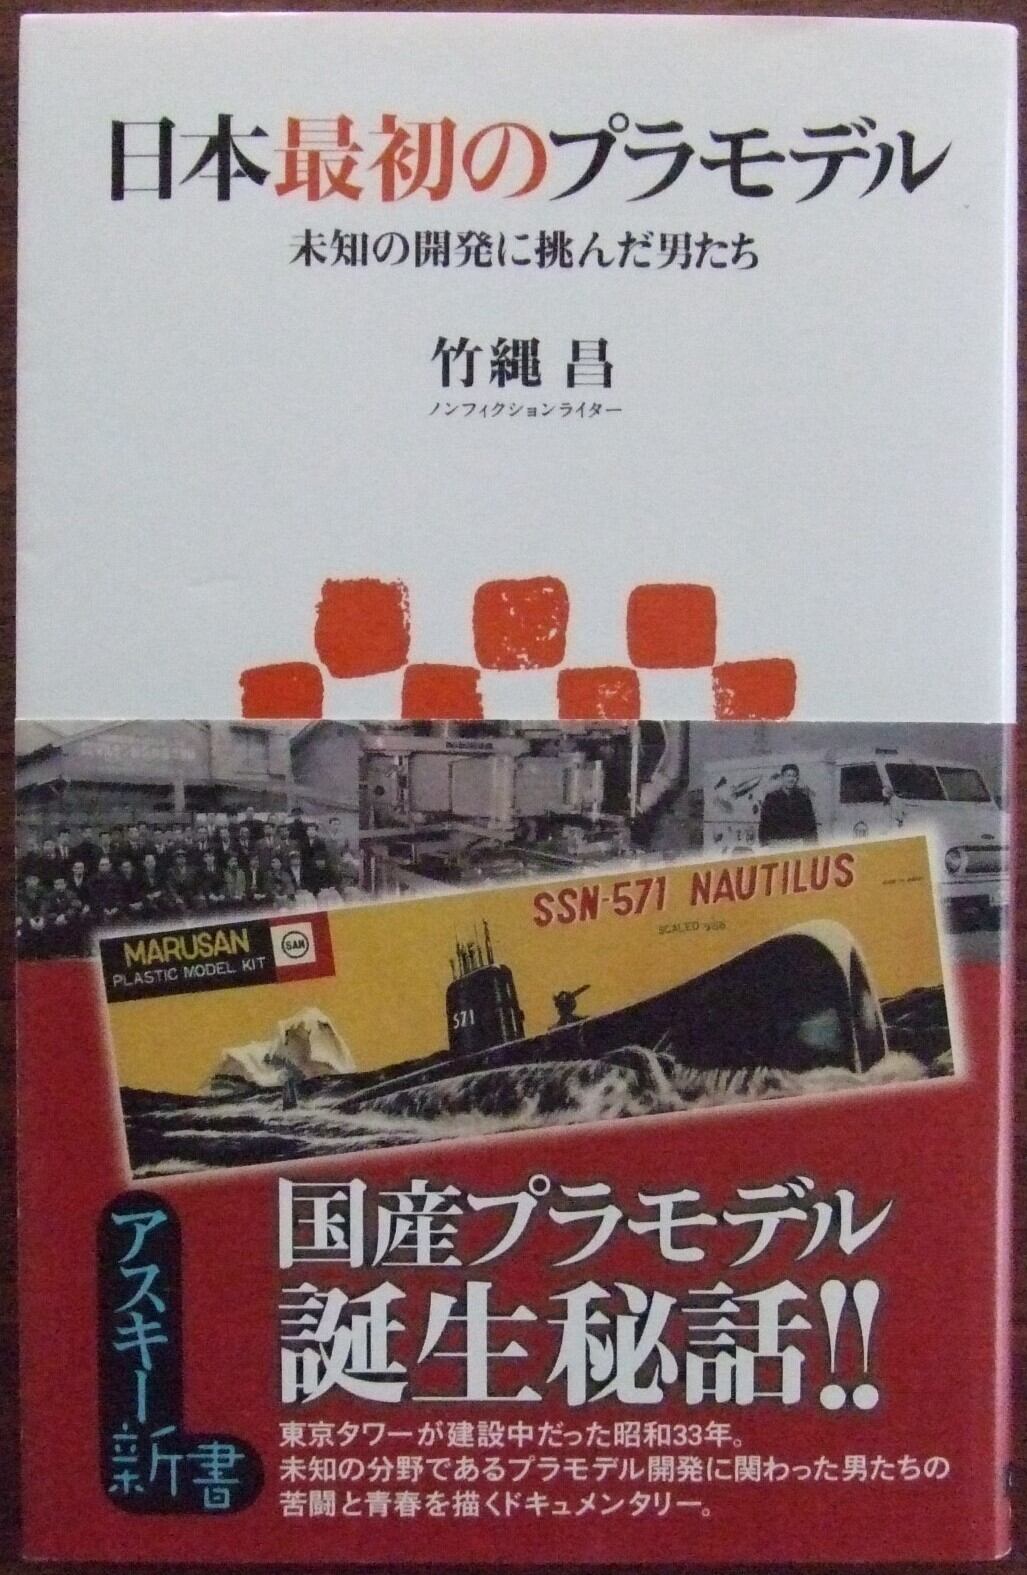 日本最初のプラモデル
未知の開発に挑んだ男たち
竹縄 昌
ノンフィクションライター
SSN-571 NAUTILUS
MARUSAN
PLASTIC MODEL KIT
SAN
571
国産プラモデル
誕生秘話!!
東京タワーが建設中だった昭和33年。
未知の分野であるプラモデル開発に関わった男たちの
苦闘と青春を描くドキュメンタリー。
アスキー新書